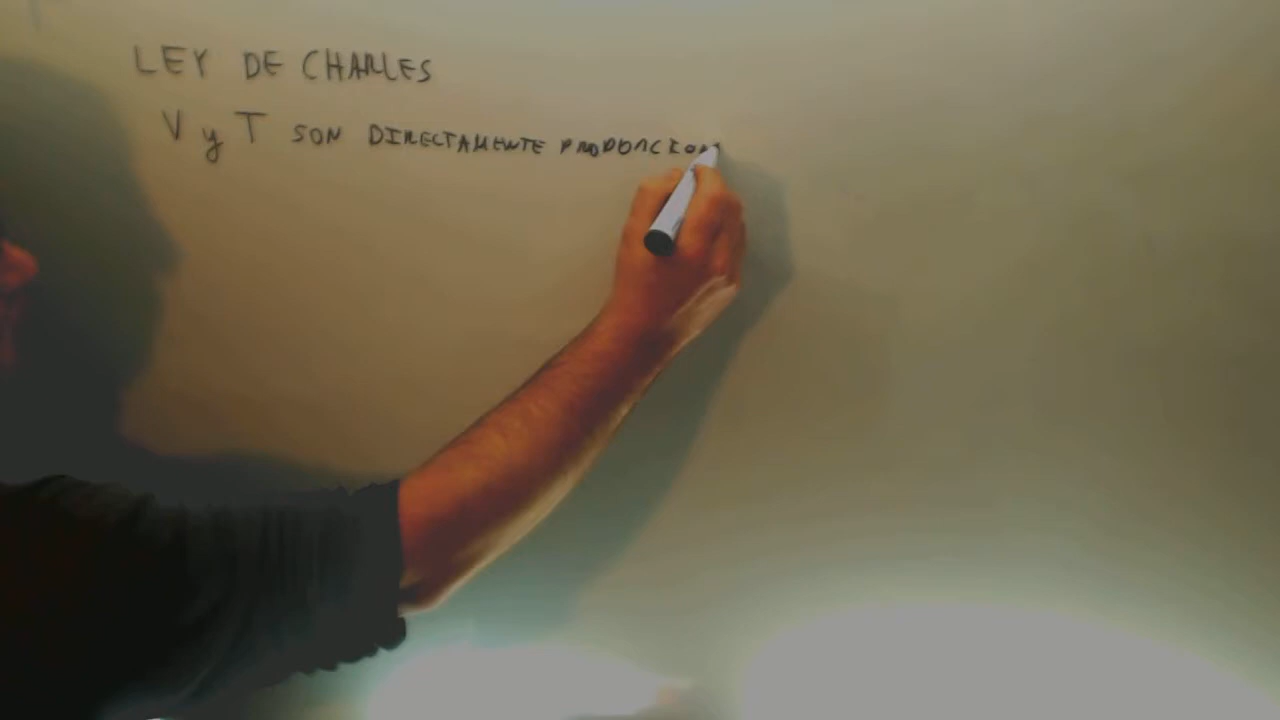 LEY DE CHARLES
V y T SON DIRECTAMENTE PROPORCION